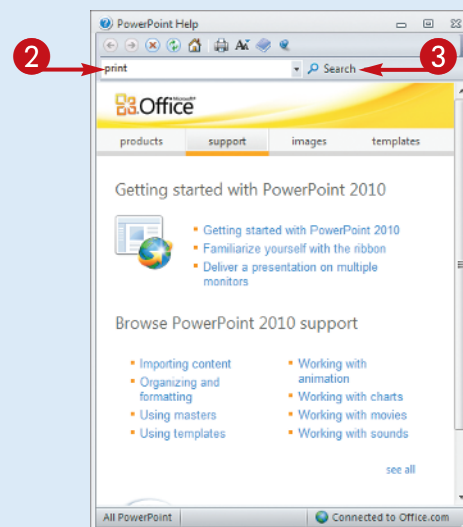 PowerPoint Help
2
print
Search
3
Microsoft®
Office
products support images templates
Getting started with PowerPoint 2010
Getting started with PowerPoint 2010
Familiarize yourself with the ribbon
Deliver a presentation on multiple
monitors
Browse PowerPoint 2010 support
Importing content
Organizing and
formatting
Using masters
Using templates
Working with
animation
Working with charts
Working with movies
Working with sounds
see all
All PowerPoint
Connected to Office.com